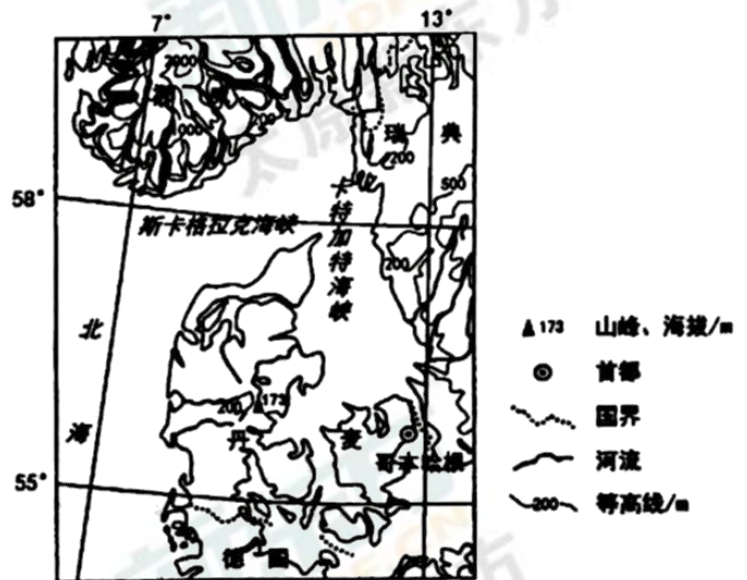 7° 13°
2000
挪
000 200
瑞 典
200
500
58°
斯卡格拉克海峡
卡特加特海峡
200
北
海
200 173
丹 麦
哥本哈根
55°
德 国
173 山峰、海拔/m
首都
国界
河流
200 等高线/m